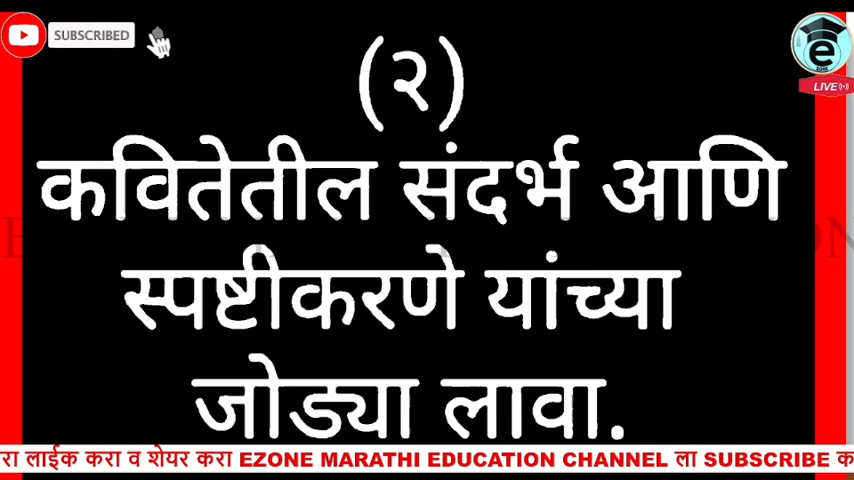 SUBSCRIBED
e
LIVE
(२)
कवितेतील संदर्भ आणि
स्पष्टीकरणे यांच्या
जोड्या लावा.
रा लाईक करा व शेयर करा EZONE MARATHI EDUCATION CHANNEL ला SUBSCRIBE क